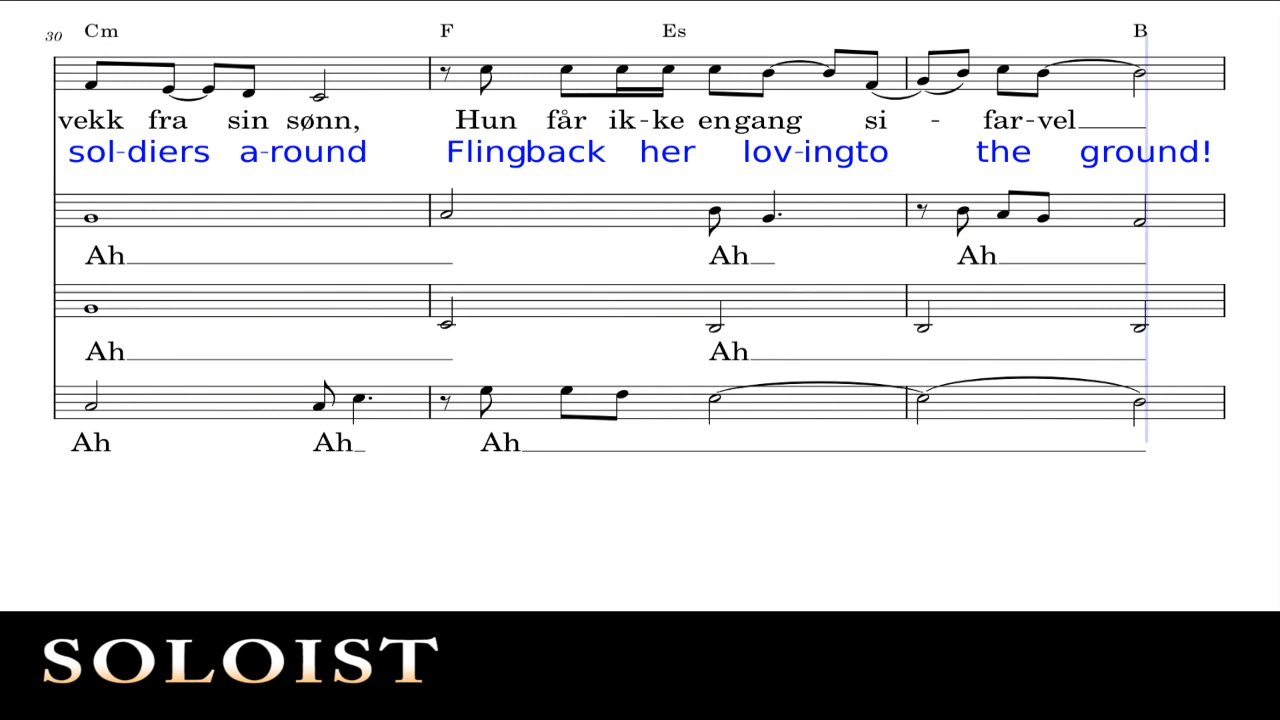 30 Cm F Es B
vekk fra sin sønn, Hun får ik-ke engang si - far-vel
sol-diers a-round Flingback her lov-ingto the ground!
Ah Ah Ah
Ah Ah
Ah Ah Ah
SOLOIST